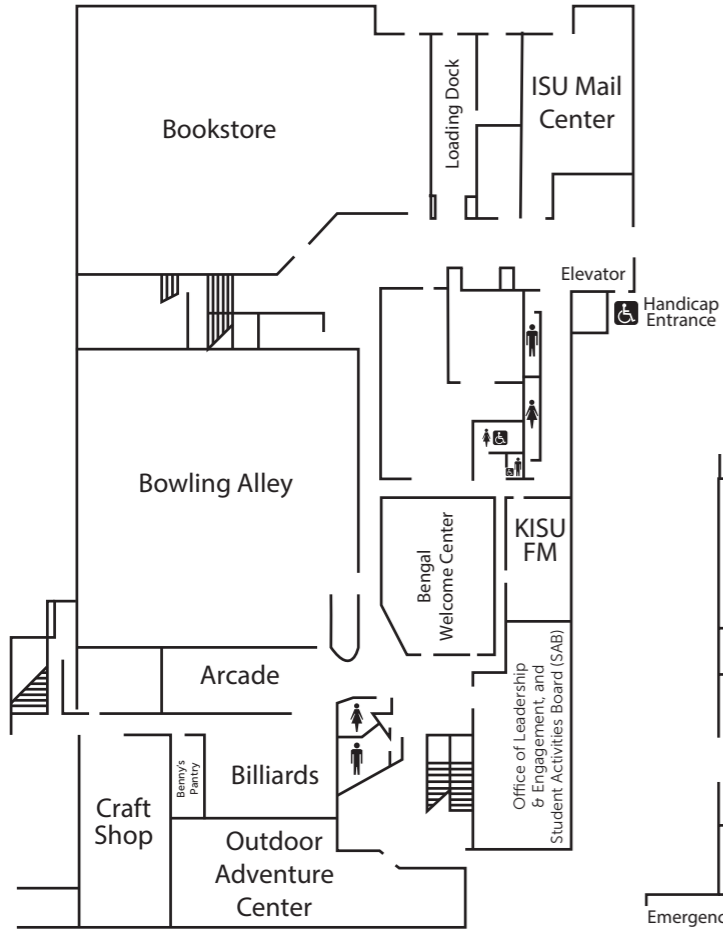 Bookstore
Loading Dock
ISU Mail
Center
Elevator
Handicap
Entrance
Bowling Alley
Bengal
Welcome Center
KISU
FM
Arcade
Office of Leadership
& Engagement, and
Student Activities Board (SAB)
Benny's
Pantry
Billiards
Craft
Shop
Outdoor
Adventure
Center
Emergenc